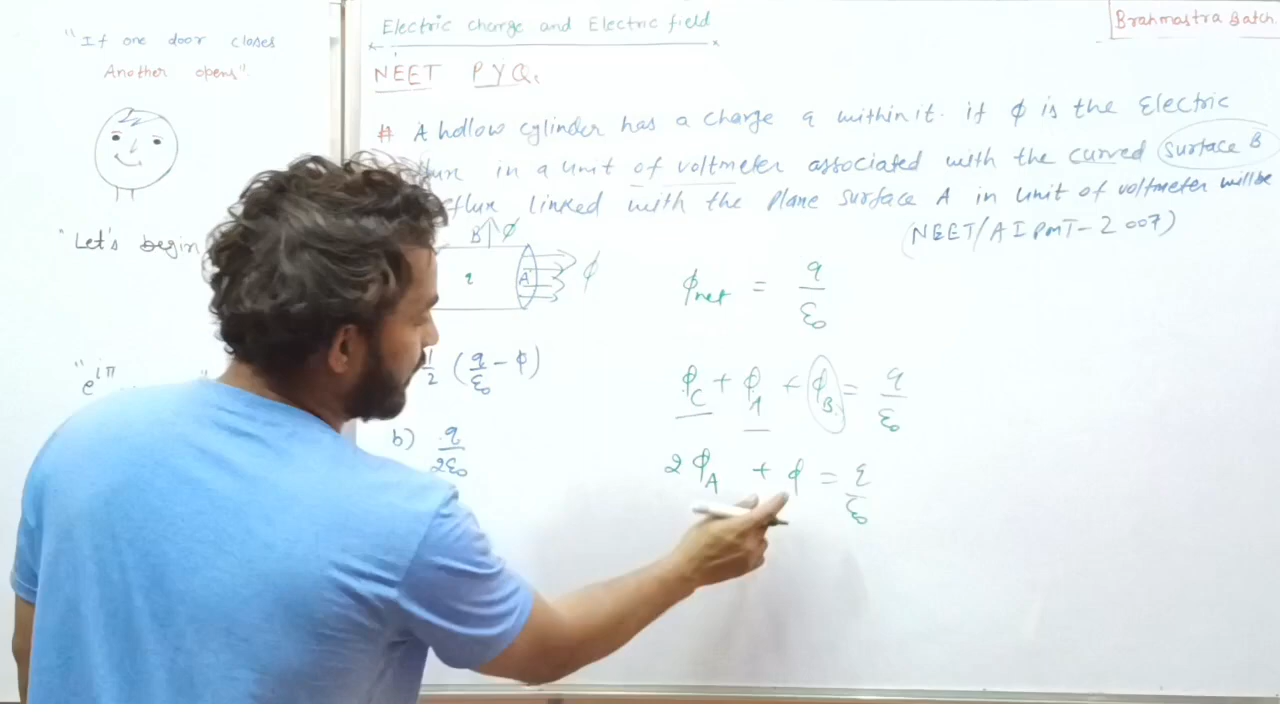 Electric charge and Electric field
Brahmastra Batch
"If one door closes
Another opens"
NEET PYQ.
# A hollow cylinder has a charge q within it. if ϕ is the Electric
flux in a unit of voltmeter associated with the curved surface B
flux linked with the plane surface A in unit of voltmeter will be
(NEET/AIPMT-2007)
"Let's begin
B ϕ
q A ϕ
ϕnet = q/ε0
1/2 (q/ε0 - ϕ)
"e^iπ "
ϕC + ϕA + ϕB = q/ε0
b) q/2ε0
2ϕA + ϕ = q/ε0